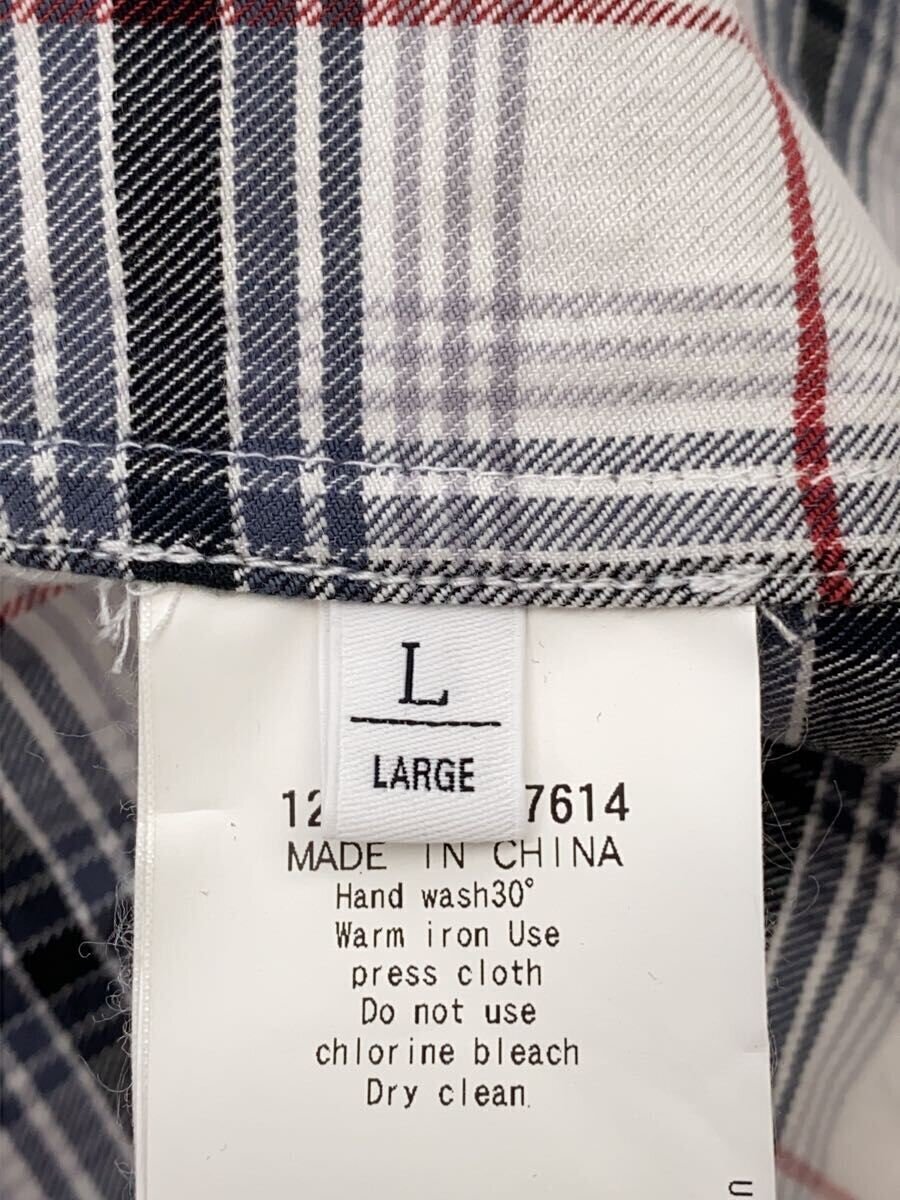 L
LARGE
12 7614
MADE IN CHINA
Hand wash30°
Warm iron Use
press cloth
Do not use
chlorine bleach
Dry clean